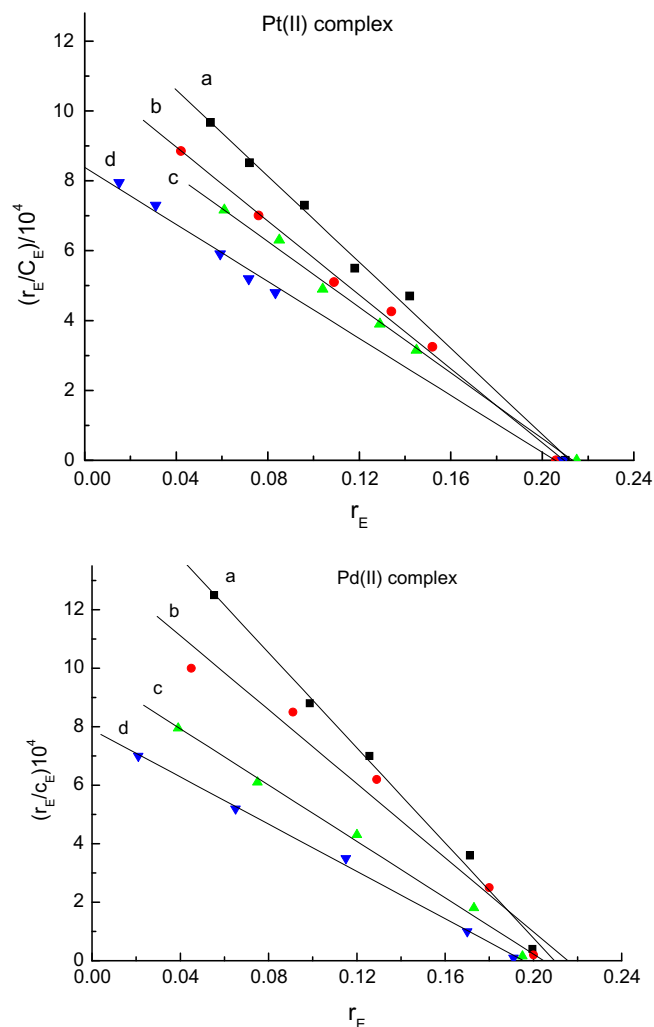 Pt(II) complex
12
10
8
6
4
2
0
(r_E/C_E)/10^4
a
b
c
d
0.00 0.04 0.08 0.12 0.16 0.20 0.24
r_E
Pd(II) complex
12
10
8
6
4
2
0
(r_E/c_E)10^4
a
b
c
d
0.00 0.04 0.08 0.12 0.16 0.20 0.24
r_E